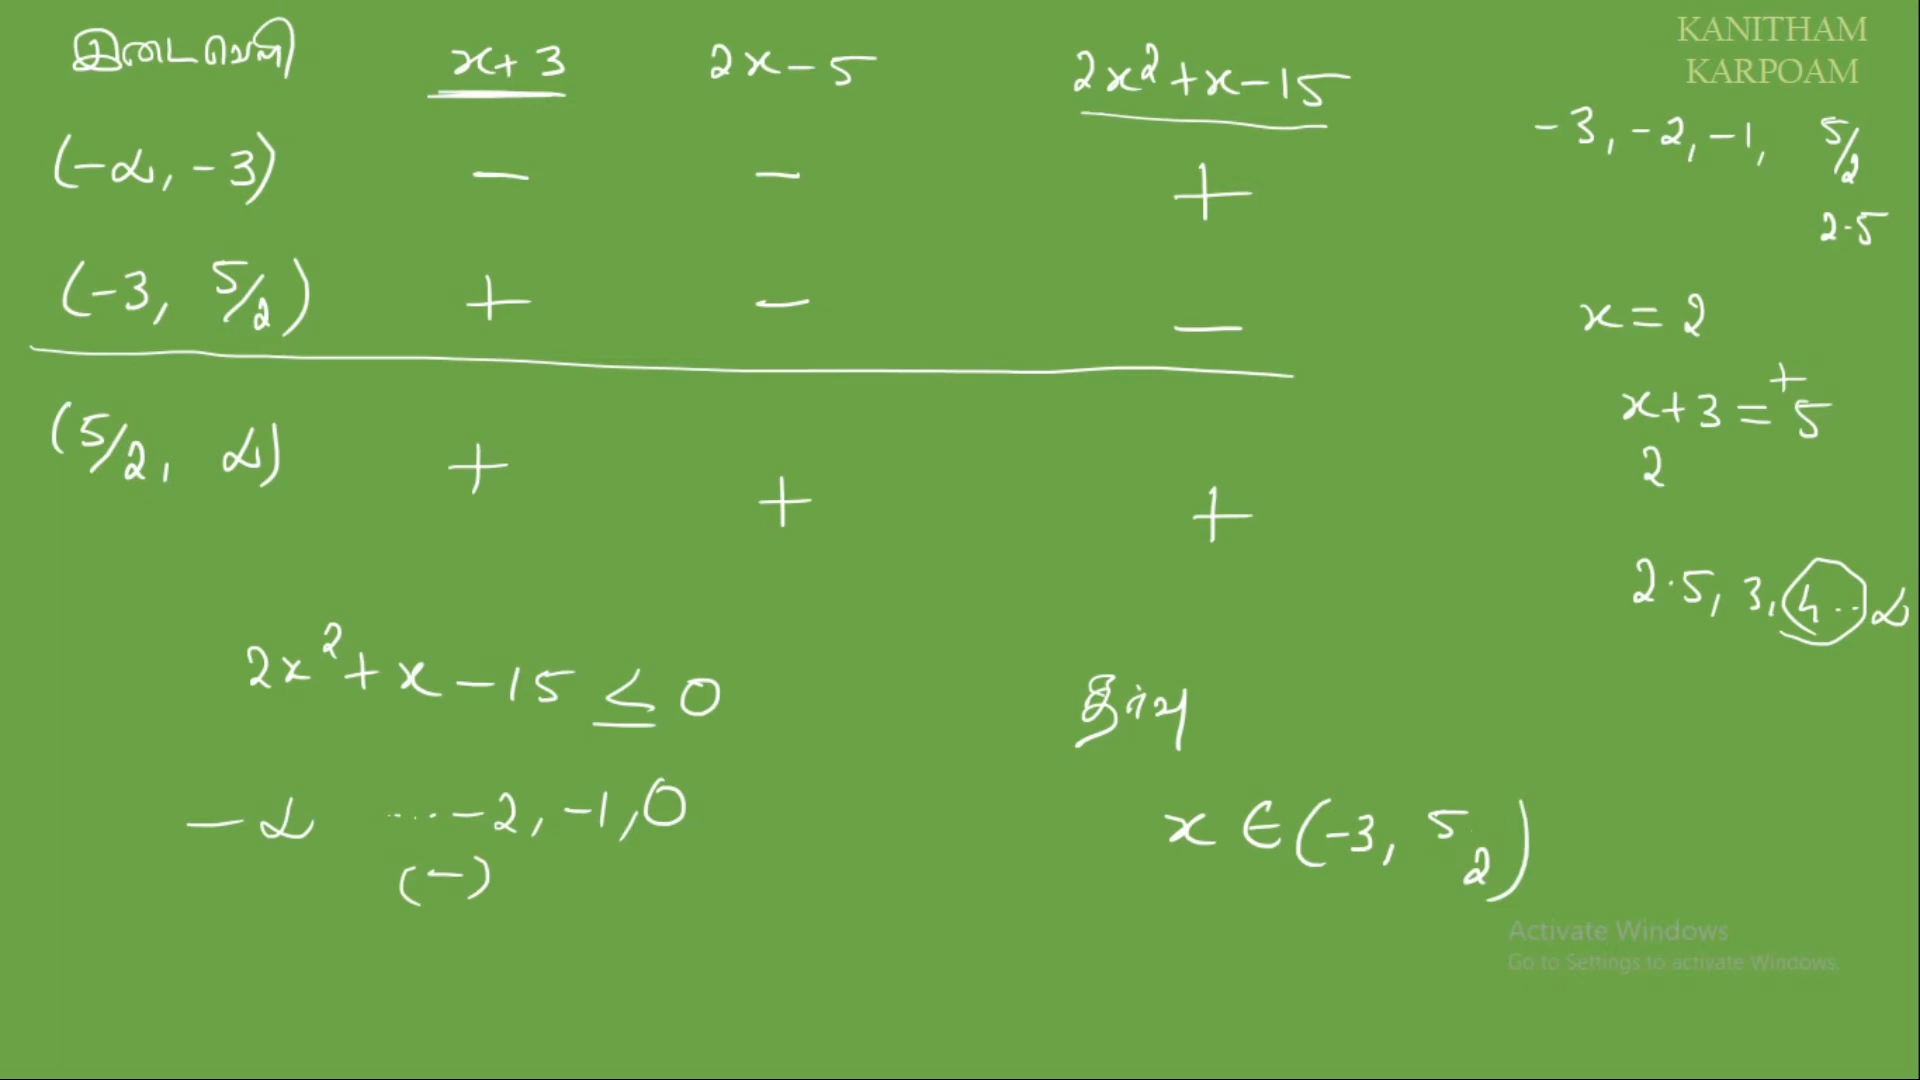 KANITHAM
KARPOAM
இடைவெளி x+3 2x-5 2x²+x-15
-3, -2, -1, 5/2
2.5
(-∝, -3) - - +
(-3, 5/2) + - -
x = 2
x+3 = +5
2
(5/2, ∝) + + +
2.5, 3, 4..∝
2x²+x-15 ≤ 0
தீர்வு
-∝ ....-2, -1, 0
(-)
x ∈ (-3, 5 2)
Activate Windows
Go to Settings to activate Windows.